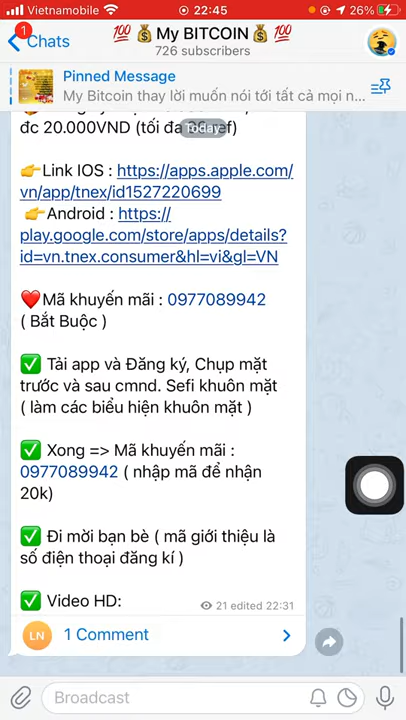 Vietnamobile
22:45
26%
1
Chats
💯 💰 My BITCOIN 💰 💯
726 subscribers
Pinned Message
My Bitcoin thay lời muốn nói tới tất cả mọi n...
đc 20.000VND (tối đa
Today
👉Link IOS : https://apps.apple.com/
vn/app/tnex/id1527220699
👉Android : https://
play.google.com/store/apps/details?
id=vn.tnex.consumer&hl=vi&gl=VN
❤️Mã khuyến mãi : 0977089942
( Bắt Buộc )
✅ Tải app và Đăng ký, Chụp mặt
trước và sau cmnd. Sefi khuôn mặt
( làm các biểu hiện khuôn mặt )
✅ Xong => Mã khuyến mãi :
0977089942 ( nhập mã để nhận
20k)
✅ Đi mời bạn bè ( mã giới thiệu là
số điện thoại đăng kí )
✅ Video HD:
21 edited 22:31
LN
1 Comment
Broadcast